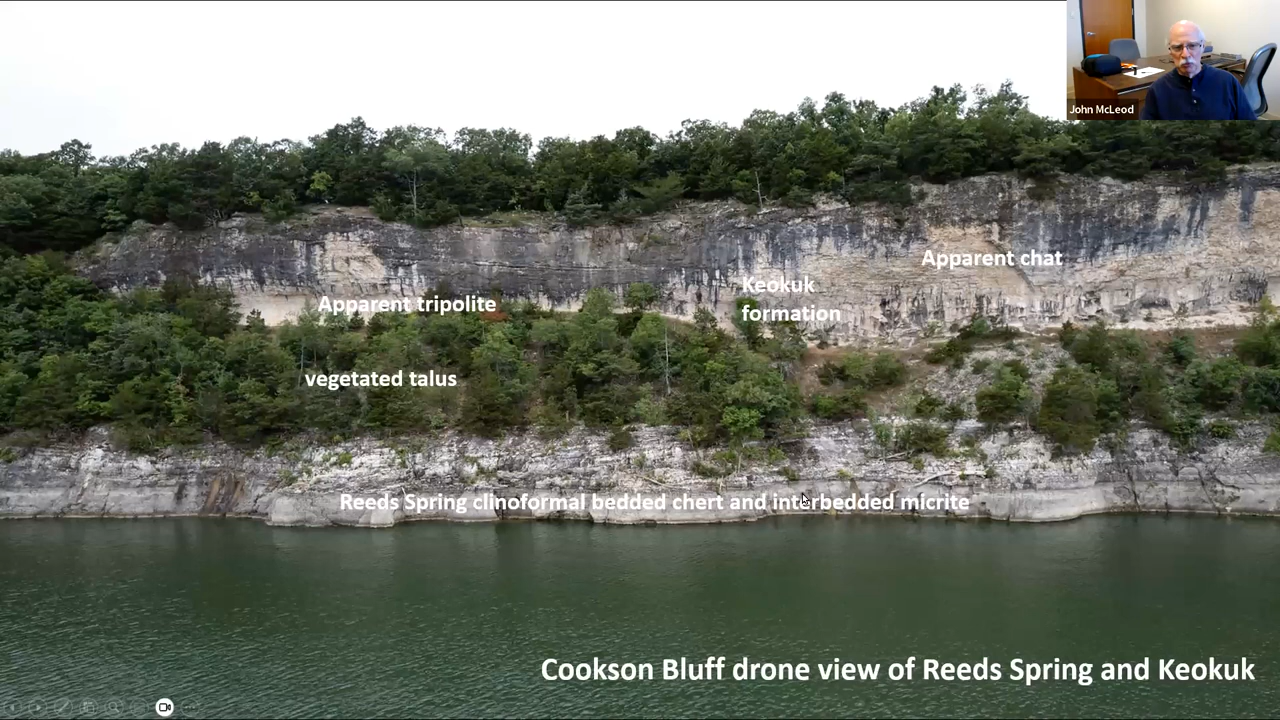 John McLeod
Apparent chat
Keokuk
formation
Apparent tripolite
vegetated talus
Reeds Spring clinoformal bedded chert and interbedded micrite
Cookson Bluff drone view of Reeds Spring and Keokuk